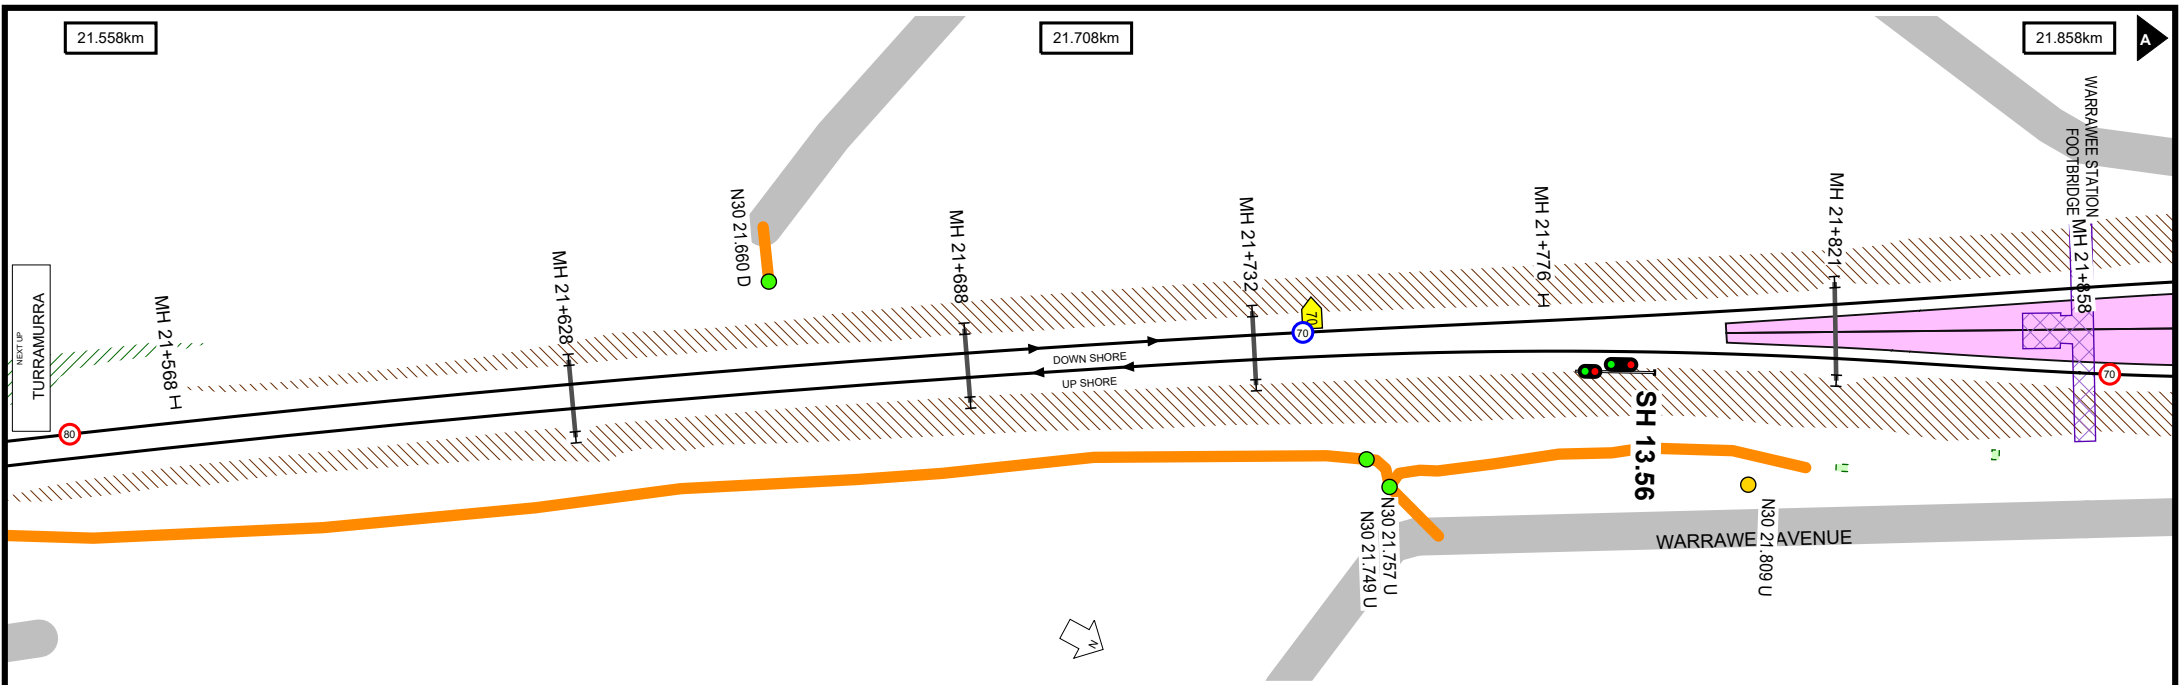 21.558km
21.708km
21.858km
A
WARRAWEE STATION
FOOTBRIDGE
MH 21+858
MH 21+821
MH 21+776
MH 21+732
MH 21+688
N30 21.660 D
MH 21+628
MH 21+568
NEXT UP
TURRAMURRA
80
DOWN SHORE
UP SHORE
70
70
70
SH 13.56
N30 21.757 U
N30 21.749 U
N30 21.809 U
WARRAWEE AVENUE
N